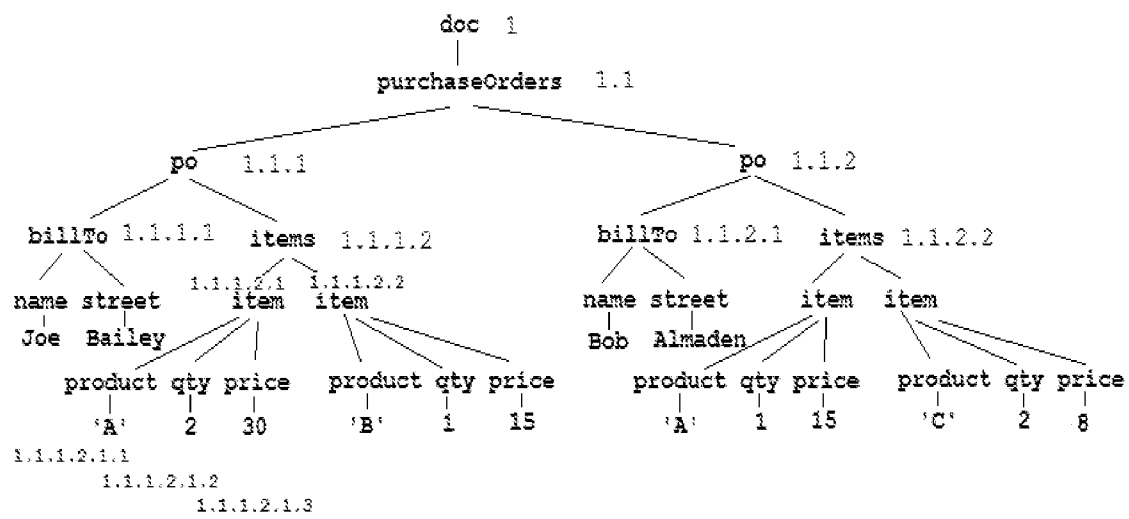 doc 1
purchaseOrders 1.1
po 1.1.1 po 1.1.2
billTo 1.1.1.1 items 1.1.1.2 billTo 1.1.2.1 items 1.1.2.2
1.1.1.2.1 1.1.1.2.2
name street item item name street item item
Joe Bailey Bob Almaden
product qty price product qty price product qty price product qty price
'A' 2 30 'B' 1 15 'A' 1 15 'C' 2 8
1.1.1.2.1.1
1.1.1.2.1.2
1.1.1.2.1.3